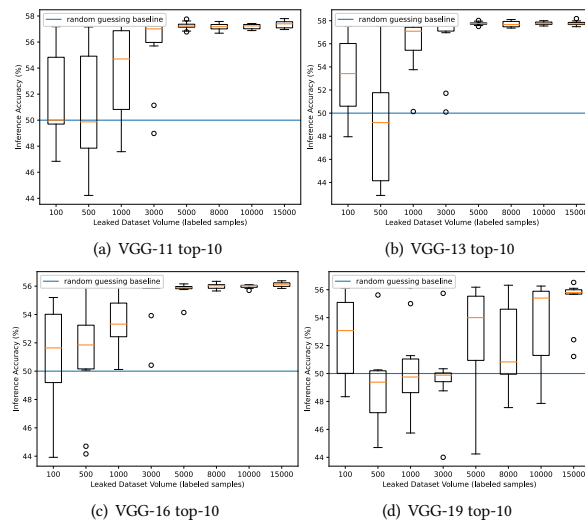 random guessing baseline
58
56
54
52
50
48
46
44
Inference Accuracy (%)
100 500 1000 3000 5000 8000 10000 15000
Leaked Dataset Volume (labeled samples)
(a) VGG-11 top-10
random guessing baseline
58
56
54
52
50
48
46
44
Inference Accuracy (%)
100 500 1000 3000 5000 8000 10000 15000
Leaked Dataset Volume (labeled samples)
(b) VGG-13 top-10
random guessing baseline
56
54
52
50
48
46
44
Inference Accuracy (%)
100 500 1000 3000 5000 8000 10000 15000
Leaked Dataset Volume (labeled samples)
(c) VGG-16 top-10
random guessing baseline
56
54
52
50
48
46
44
Inference Accuracy (%)
100 500 1000 3000 5000 8000 10000 15000
Leaked Dataset Volume (labeled samples)
(d) VGG-19 top-10